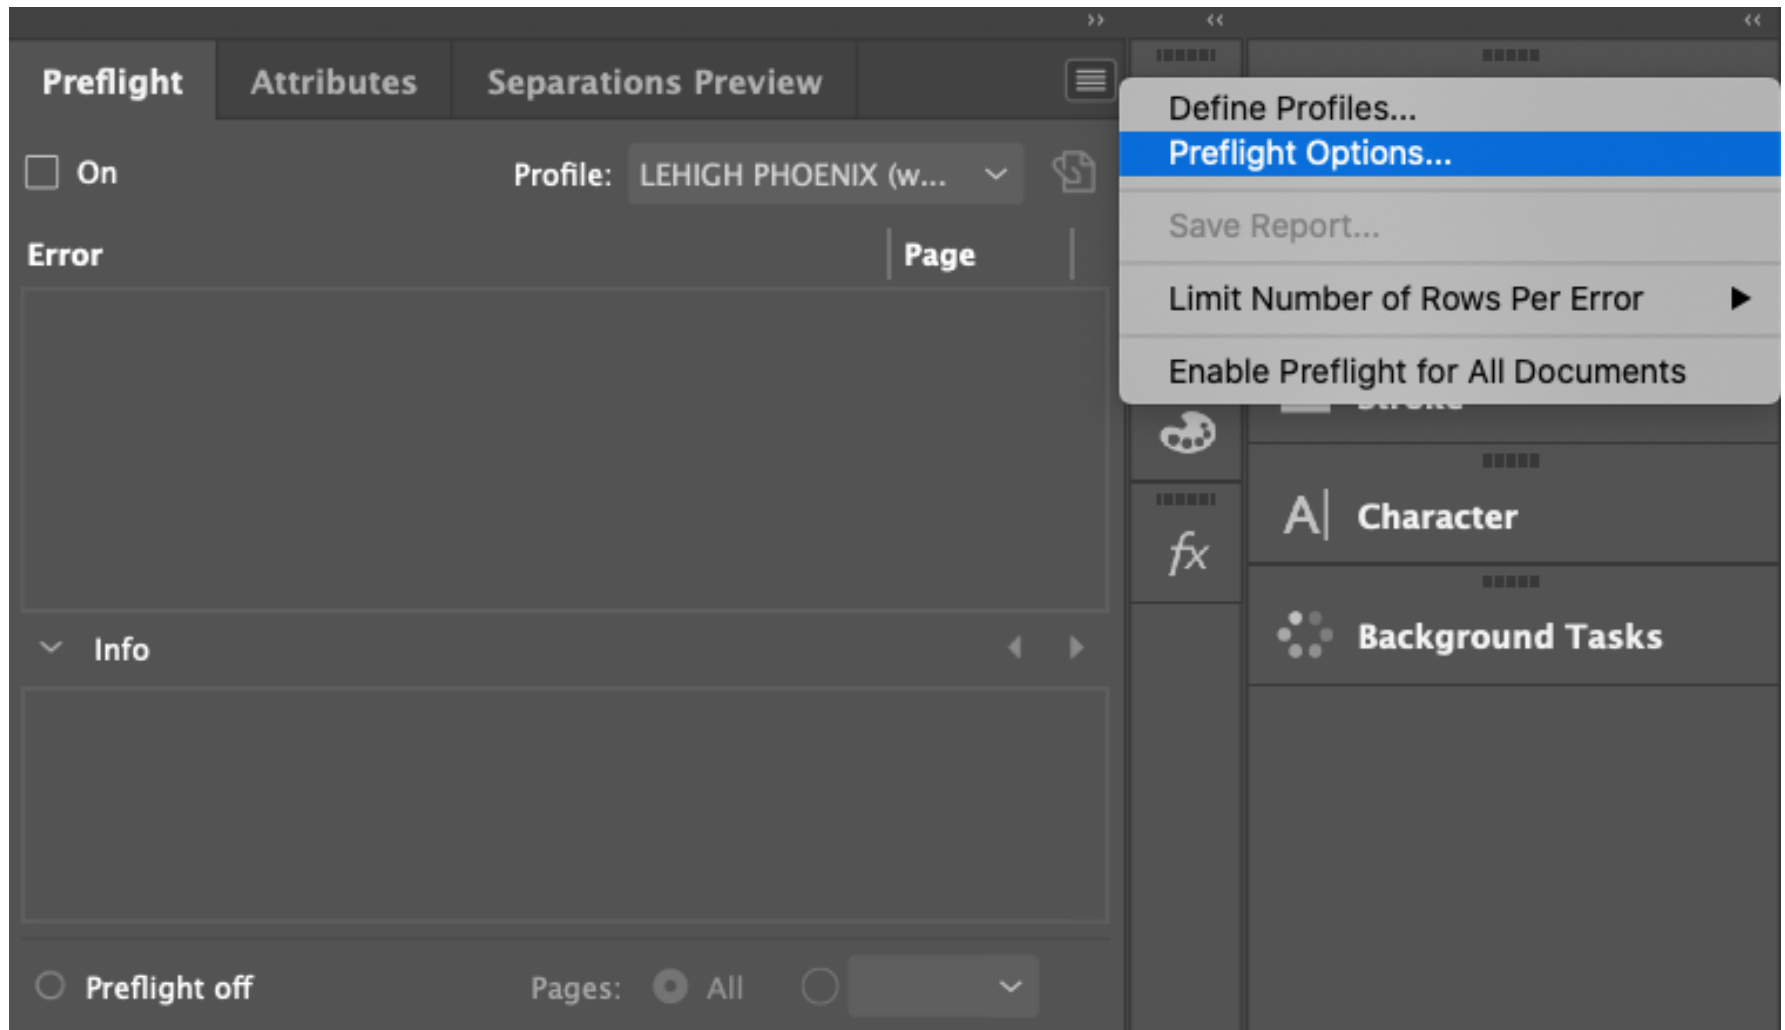 Preflight
Attributes
Separations Preview
On
Profile:
LEHIGH PHOENIX (w...
Error
Page
Info
Preflight off
Pages:
All
Define Profiles...
Preflight Options...
Save Report...
Limit Number of Rows Per Error
Enable Preflight for All Documents
fx
A
Character
Background Tasks